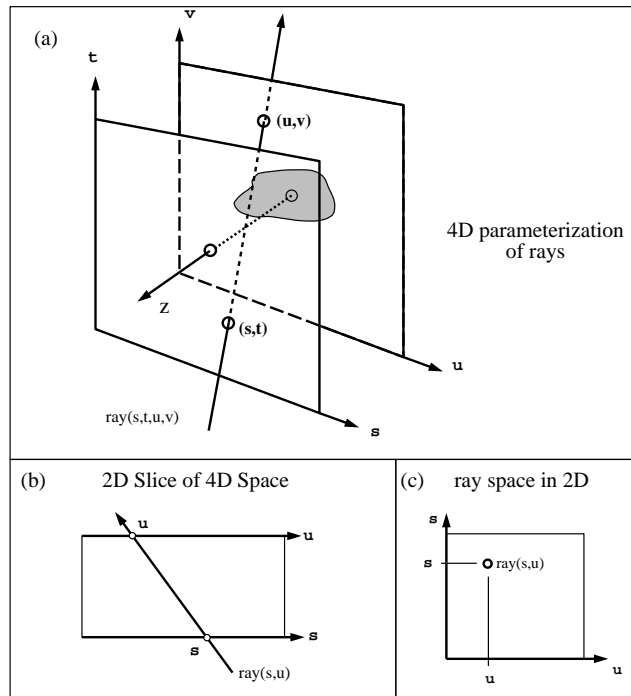 (a)
v
t
(u,v)
4D parameterization
of rays
z
(s,t)
u
ray(s,t,u,v)
s
(b)
2D Slice of 4D Space
u
u
s
s
ray(s,u)
(c)
ray space in 2D
s
s
ray(s,u)
u
u